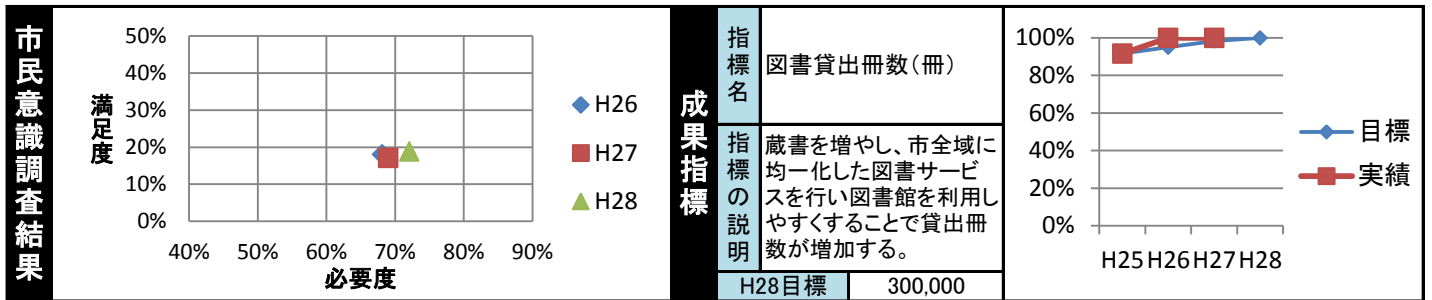 市民意識調査結果
50%
40%
30%
20%
10%
0%
満足度
40% 50% 60% 70% 80% 90%
必要度
H26
H27
H28
成果指標
指標名
図書貸出冊数(冊)
指標の説明
蔵書を増やし、市全域に
均一化した図書サービ
スを行い図書館を利用し
やすくすることで貸出冊
数が増加する。
H28目標
300,000
100%
80%
60%
40%
20%
0%
H25 H26 H27 H28
目標
実績